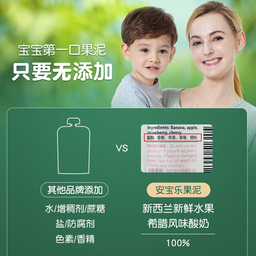 宝宝第一口果泥
只要无添加
VS
Ingredients: Banana, apple,
strawberry, cherry
其他品牌添加
安宝乐果泥
水/增稠剂/蔗糖
新西兰新鲜水果
盐/防腐剂
希腊风味酸奶
色素/香精
100%